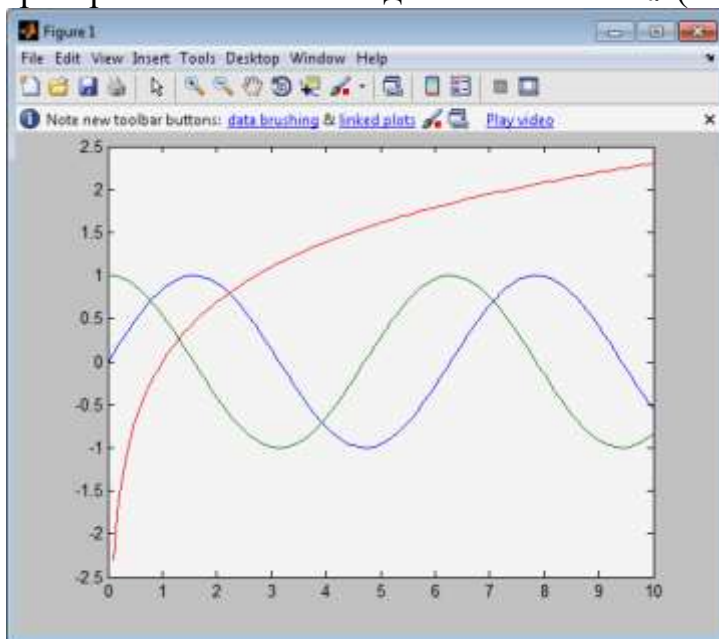 Figure 1
File Edit View Insert Tools Desktop Window Help
Note new toolbar buttons: data brushing & linked plots Play video
2.5
2
1.5
1
0.5
0
-0.5
-1
-1.5
-2
-2.5
0 1 2 3 4 5 6 7 8 9 10